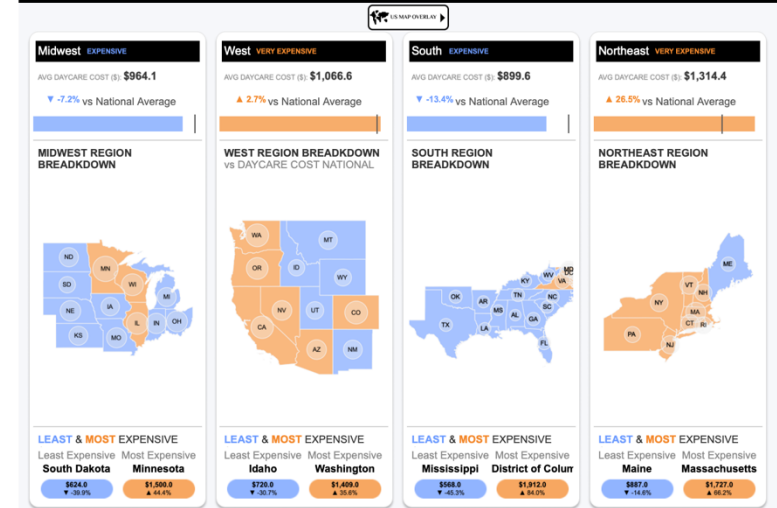 US MAP OVERLAY
Midwest EXPENSIVE
AVG DAYCARE COST ($): $964.1
▼ -7.2% vs National Average
MIDWEST REGION
BREAKDOWN
ND
MN
SD
WI
MI
NE
IA
IL
IN
OH
KS
MO
LEAST & MOST EXPENSIVE
Least Expensive Most Expensive
South Dakota Minnesota
$624.0 $1,500.0
▼ -39.9% ▲ 44.4%
West VERY EXPENSIVE
AVG DAYCARE COST ($): $1,066.6
▲ 2.7% vs National Average
WEST REGION BREAKDOWN
vs DAYCARE COST NATIONAL
WA
MT
OR
ID
WY
NV
UT
CO
CA
AZ
NM
LEAST & MOST EXPENSIVE
Least Expensive Most Expensive
Idaho Washington
$720.0 $1,409.0
▼ -30.7% ▲ 35.6%
South EXPENSIVE
AVG DAYCARE COST ($): $899.6
▼ -13.4% vs National Average
SOUTH REGION
BREAKDOWN
MD
DC
WV
VA
KY
OK
AR
TN
NC
SC
MS
AL
GA
TX
LA
FL
LEAST & MOST EXPENSIVE
Least Expensive Most Expensive
Mississippi District of Colum
$568.0 $1,912.0
▼ -45.3% ▲ 84.0%
Northeast VERY EXPENSIVE
AVG DAYCARE COST ($): $1,314.4
▲ 26.5% vs National Average
NORTHEAST REGION
BREAKDOWN
ME
VT
NH
NY
MA
CT
RI
PA
NJ
LEAST & MOST EXPENSIVE
Least Expensive Most Expensive
Maine Massachusetts
$887.0 $1,727.0
▼ -14.6% ▲ 66.2%